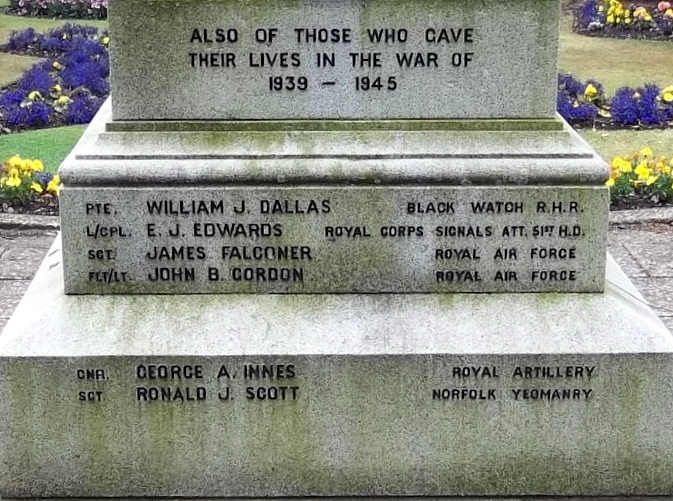 ALSO OF THOSE WHO GAVE
THEIR LIVES IN THE WAR OF
1939 – 1945
PTE. WILLIAM J. DALLAS BLACK WATCH R.H.R.
L/CPL. E. J. EDWARDS ROYAL CORPS SIGNALS ATT. 51ST H.D.
SGT. JAMES FALCONER ROYAL AIR FORCE
FLT/LT. JOHN B. GORDON ROYAL AIR FORCE
GNR. GEORGE A. INNES ROYAL ARTILLERY
SGT. RONALD J. SCOTT NORFOLK YEOMANRY